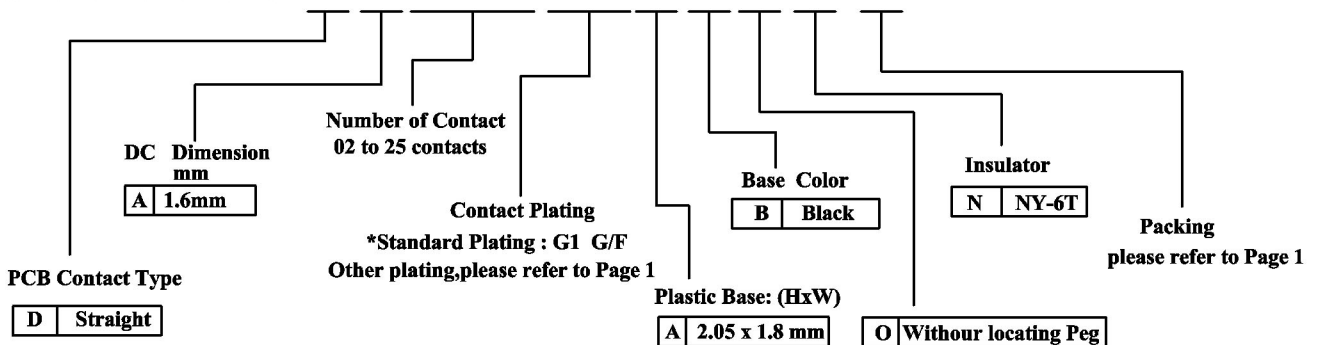 Number of Contact
02 to 25 contacts
DC Dimension
mm
A 1.6mm
Insulator
N NY-6T
Base Color
B Black
Contact Plating
*Standard Plating : G1 G/F
Other plating,please refer to Page 1
Packing
please refer to Page 1
PCB Contact Type
D Straight
Plastic Base: (HxW)
A 2.05 x 1.8 mm
O Withour locating Peg